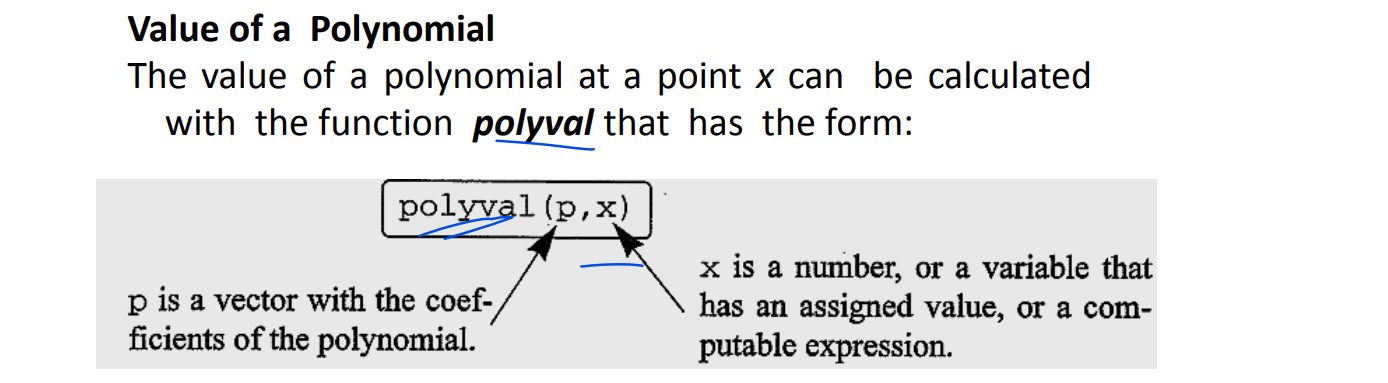 Value of a Polynomial
The value of a polynomial at a point x can be calculated
with the function polyval that has the form:
polyval(p,x)
p is a vector with the coef-
ficients of the polynomial.
x is a number, or a variable that
has an assigned value, or a com-
putable expression.